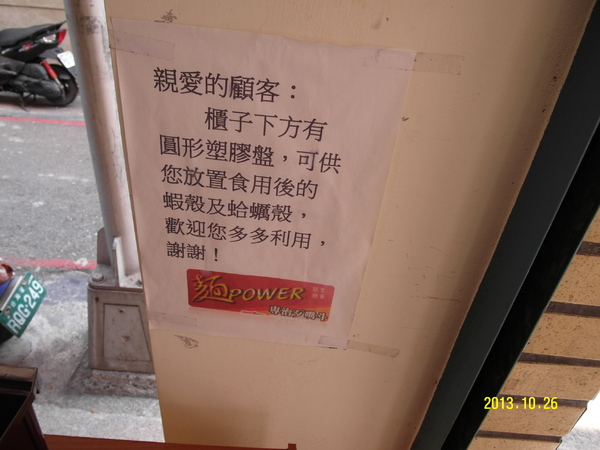 親愛的顧客：
櫃子下方有
圓形塑膠盤，可供
您放置食用後的
蝦殼及蛤蠣殼，
歡迎您多多利用，
謝謝！
麵POWER
ROG-249
2013.10.26